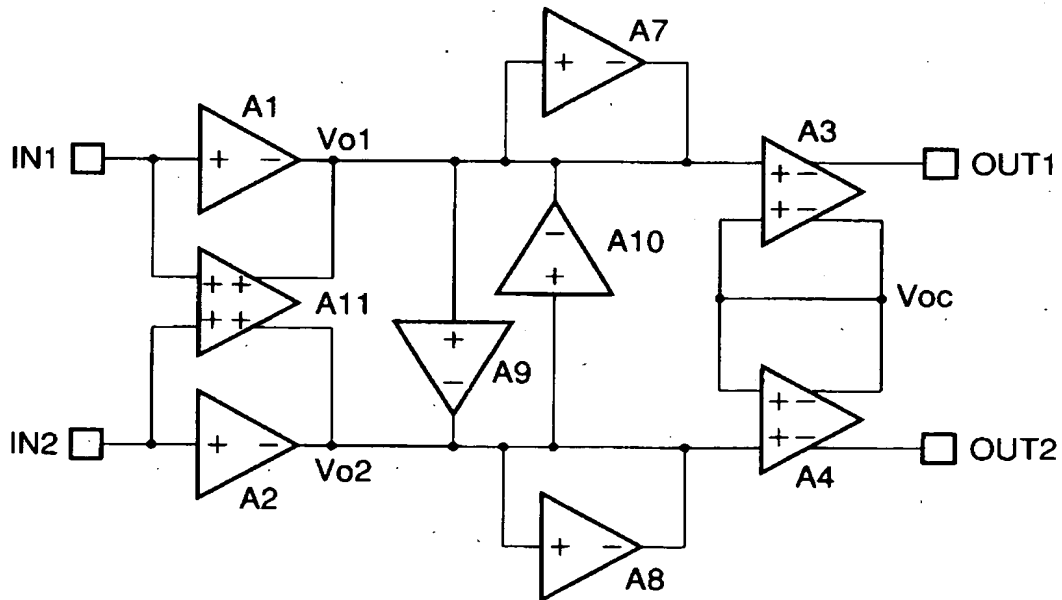 A7
A1
Vo1
A3
IN1
+ -
+ -
+ -
+ -
OUT1
-
+
A10
+ +
+ +
A11
Voc
+
-
A9
IN2
+ -
Vo2
A2
+ -
+ -
OUT2
A4
+ -
A8